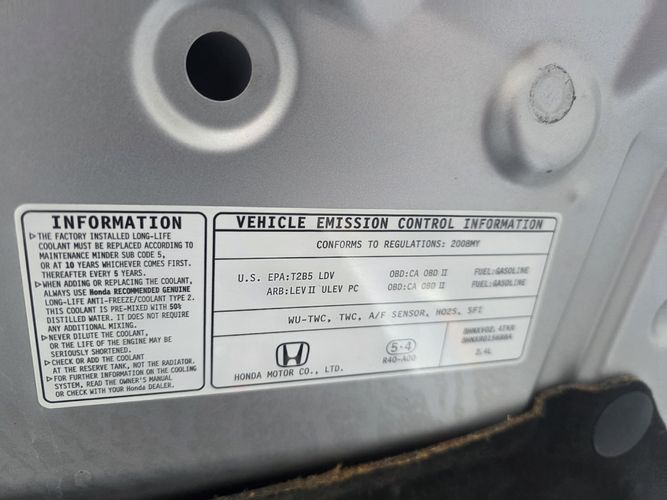 INFORMATION
▷THE FACTORY INSTALLED LONG-LIFE
COOLANT MUST BE REPLACED ACCORDING TO
MAINTENANCE MINDER SUB CODE 5,
OR AT 10 YEARS WHICHEVER COMES FIRST.
THEREAFTER EVERY 5 YEARS.
▷WHEN ADDING OR REPLACING THE COOLANT,
ALWAYS USE Honda RECOMMENDED GENUINE
LONG-LIFE ANTI-FREEZE/COOLANT TYPE 2.
THIS COOLANT IS PRE-MIXED WITH 50%
DISTILLED WATER. IT DOES NOT REQUIRE
ANY ADDITIONAL MIXING.
▷NEVER DILUTE THE COOLANT,
OR THE LIFE OF THE ENGINE MAY BE
SERIOUSLY SHORTENED.
▷CHECK OR ADD THE COOLANT
AT THE RESERVE TANK, NOT THE RADIATOR.
▷FOR FURTHER INFORMATION ON THE COOLING
SYSTEM, READ THE OWNER'S MANUAL
OR CHECK WITH YOUR Honda DEALER.
VEHICLE EMISSION CONTROL INFORMATION
CONFORMS TO REGULATIONS: 2008MY
U.S. EPA:T2B5 LDV OBD:CA OBD II FUEL:GASOLINE
ARB:LEVII ULEV PC OBD:CA OBD II FUEL:GASOLINE
WU-TWC, TWC, A/F SENSOR, HO2S, SFI
HONDA MOTOR CO., LTD.
5-4
R40-A00
2.4L